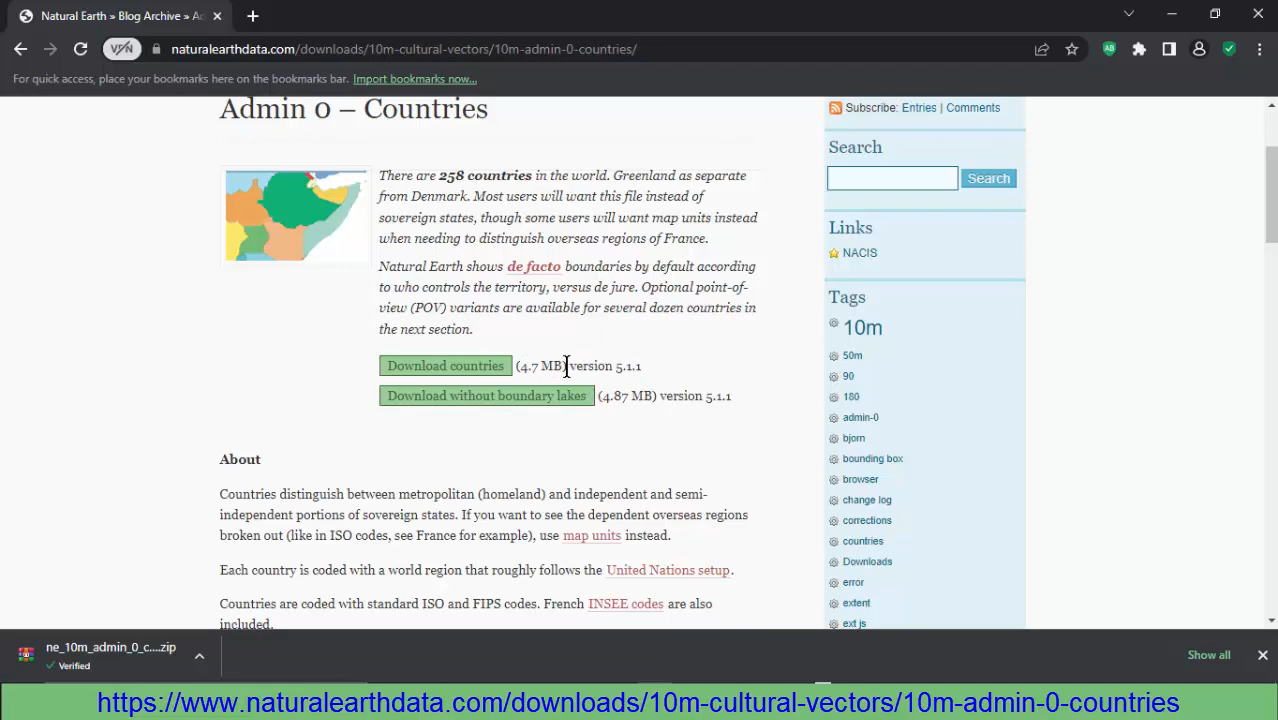 Natural Earth » Blog Archive » Ad
VPN
naturalearthdata.com/downloads/10m-cultural-vectors/10m-admin-0-countries/
For quick access, place your bookmarks here on the bookmarks bar. Import bookmarks now...
Admin 0 – Countries
There are 258 countries in the world. Greenland as separate
from Denmark. Most users will want this file instead of
sovereign states, though some users will want map units instead
when needing to distinguish overseas regions of France.
Natural Earth shows de facto boundaries by default according
to who controls the territory, versus de jure. Optional point-of-
view (POV) variants are available for several dozen countries in
the next section.
Download countries (4.7 MB) version 5.1.1
Download without boundary lakes (4.87 MB) version 5.1.1
About
Countries distinguish between metropolitan (homeland) and independent and semi-
independent portions of sovereign states. If you want to see the dependent overseas regions
broken out (like in ISO codes, see France for example), use map units instead.
Each country is coded with a world region that roughly follows the United Nations setup.
Countries are coded with standard ISO and FIPS codes. French INSEE codes are also
included.
Subscribe: Entries | Comments
Search
Search
Links
NACIS
Tags
10m
50m
90
180
admin-0
bjorn
bounding box
browser
change log
corrections
countries
Downloads
error
extent
ext js
ne_10m_admin_0_c....zip
Verified
Show all
https://www.naturalearthdata.com/downloads/10m-cultural-vectors/10m-admin-0-countries